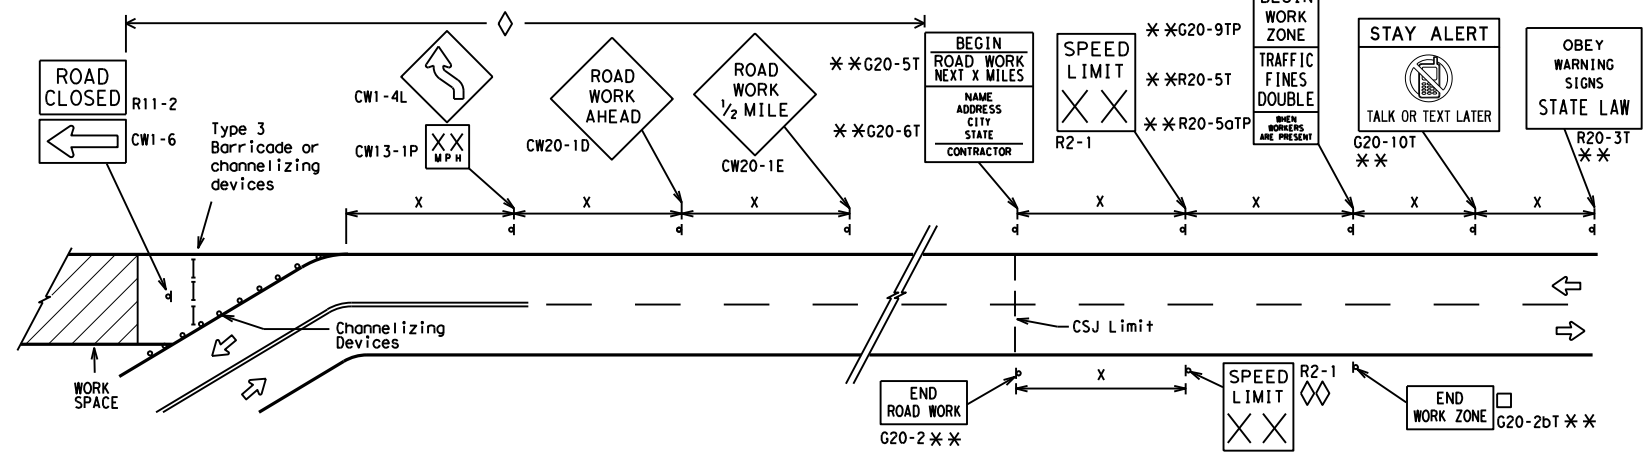 ROAD
CLOSED
R11-2
CW1-6
Type 3
Barricade or
channelizing
devices
CW1-4L
XX
MPH
CW13-1P
ROAD
WORK
AHEAD
CW20-1D
ROAD
WORK
1/2 MILE
CW20-1E
**G20-5T
BEGIN
ROAD WORK
NEXT X MILES
**G20-6T
NAME
ADDRESS
CITY
STATE
CONTRACTOR
SPEED
LIMIT
XX
R2-1
**G20-9TP
BEGIN
WORK
ZONE
**R20-5T
TRAFFIC
FINES
DOUBLE
**R20-5aTP
WHEN
WORKERS
ARE PRESENT
STAY ALERT
TALK OR TEXT LATER
G20-10T
**
OBEY
WARNING
SIGNS
STATE LAW
R20-3T
**
X
X
X
X
X
X
X
Channelizing
Devices
CSJ Limit
WORK
SPACE
END
ROAD WORK
G20-2**
X
SPEED
LIMIT
XX
R2-1
END
WORK ZONE
G20-2bT **